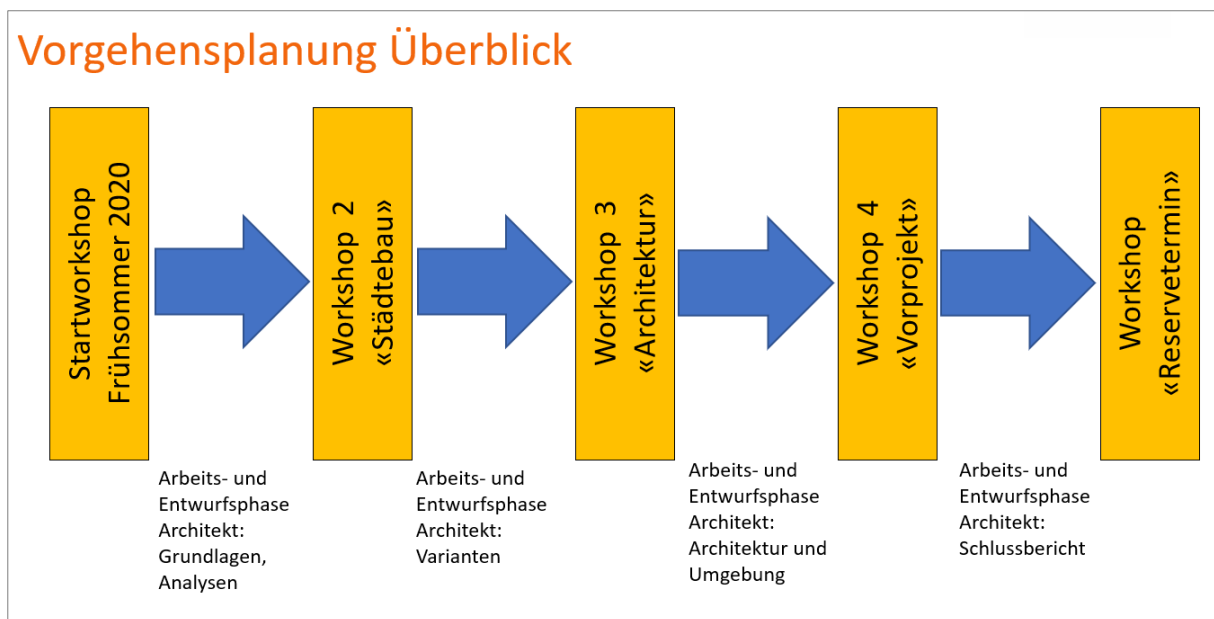 Vorgehensplanung Überblick
Startworkshop
Frühsommer 2020
Workshop 2
«Städtebau»
Workshop 3
«Architektur»
Workshop 4
«Vorprojekt»
Workshop
«Reservetermin»
Arbeits- und
Entwurfsphase
Architekt:
Grundlagen,
Analysen
Arbeits- und
Entwurfsphase
Architekt:
Varianten
Arbeits- und
Entwurfsphase
Architekt:
Architektur und
Umgebung
Arbeits- und
Entwurfsphase
Architekt:
Schlussbericht